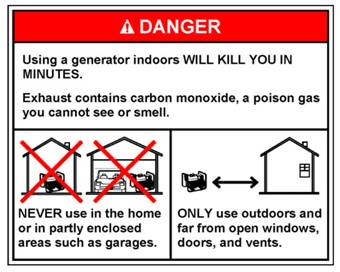 DANGER
Using a generator indoors WILL KILL YOU IN
MINUTES.
Exhaust contains carbon monoxide, a poison gas
you cannot see or smell.
NEVER use in the home
or in partly enclosed
areas such as garages.
ONLY use outdoors and
far from open windows,
doors, and vents.